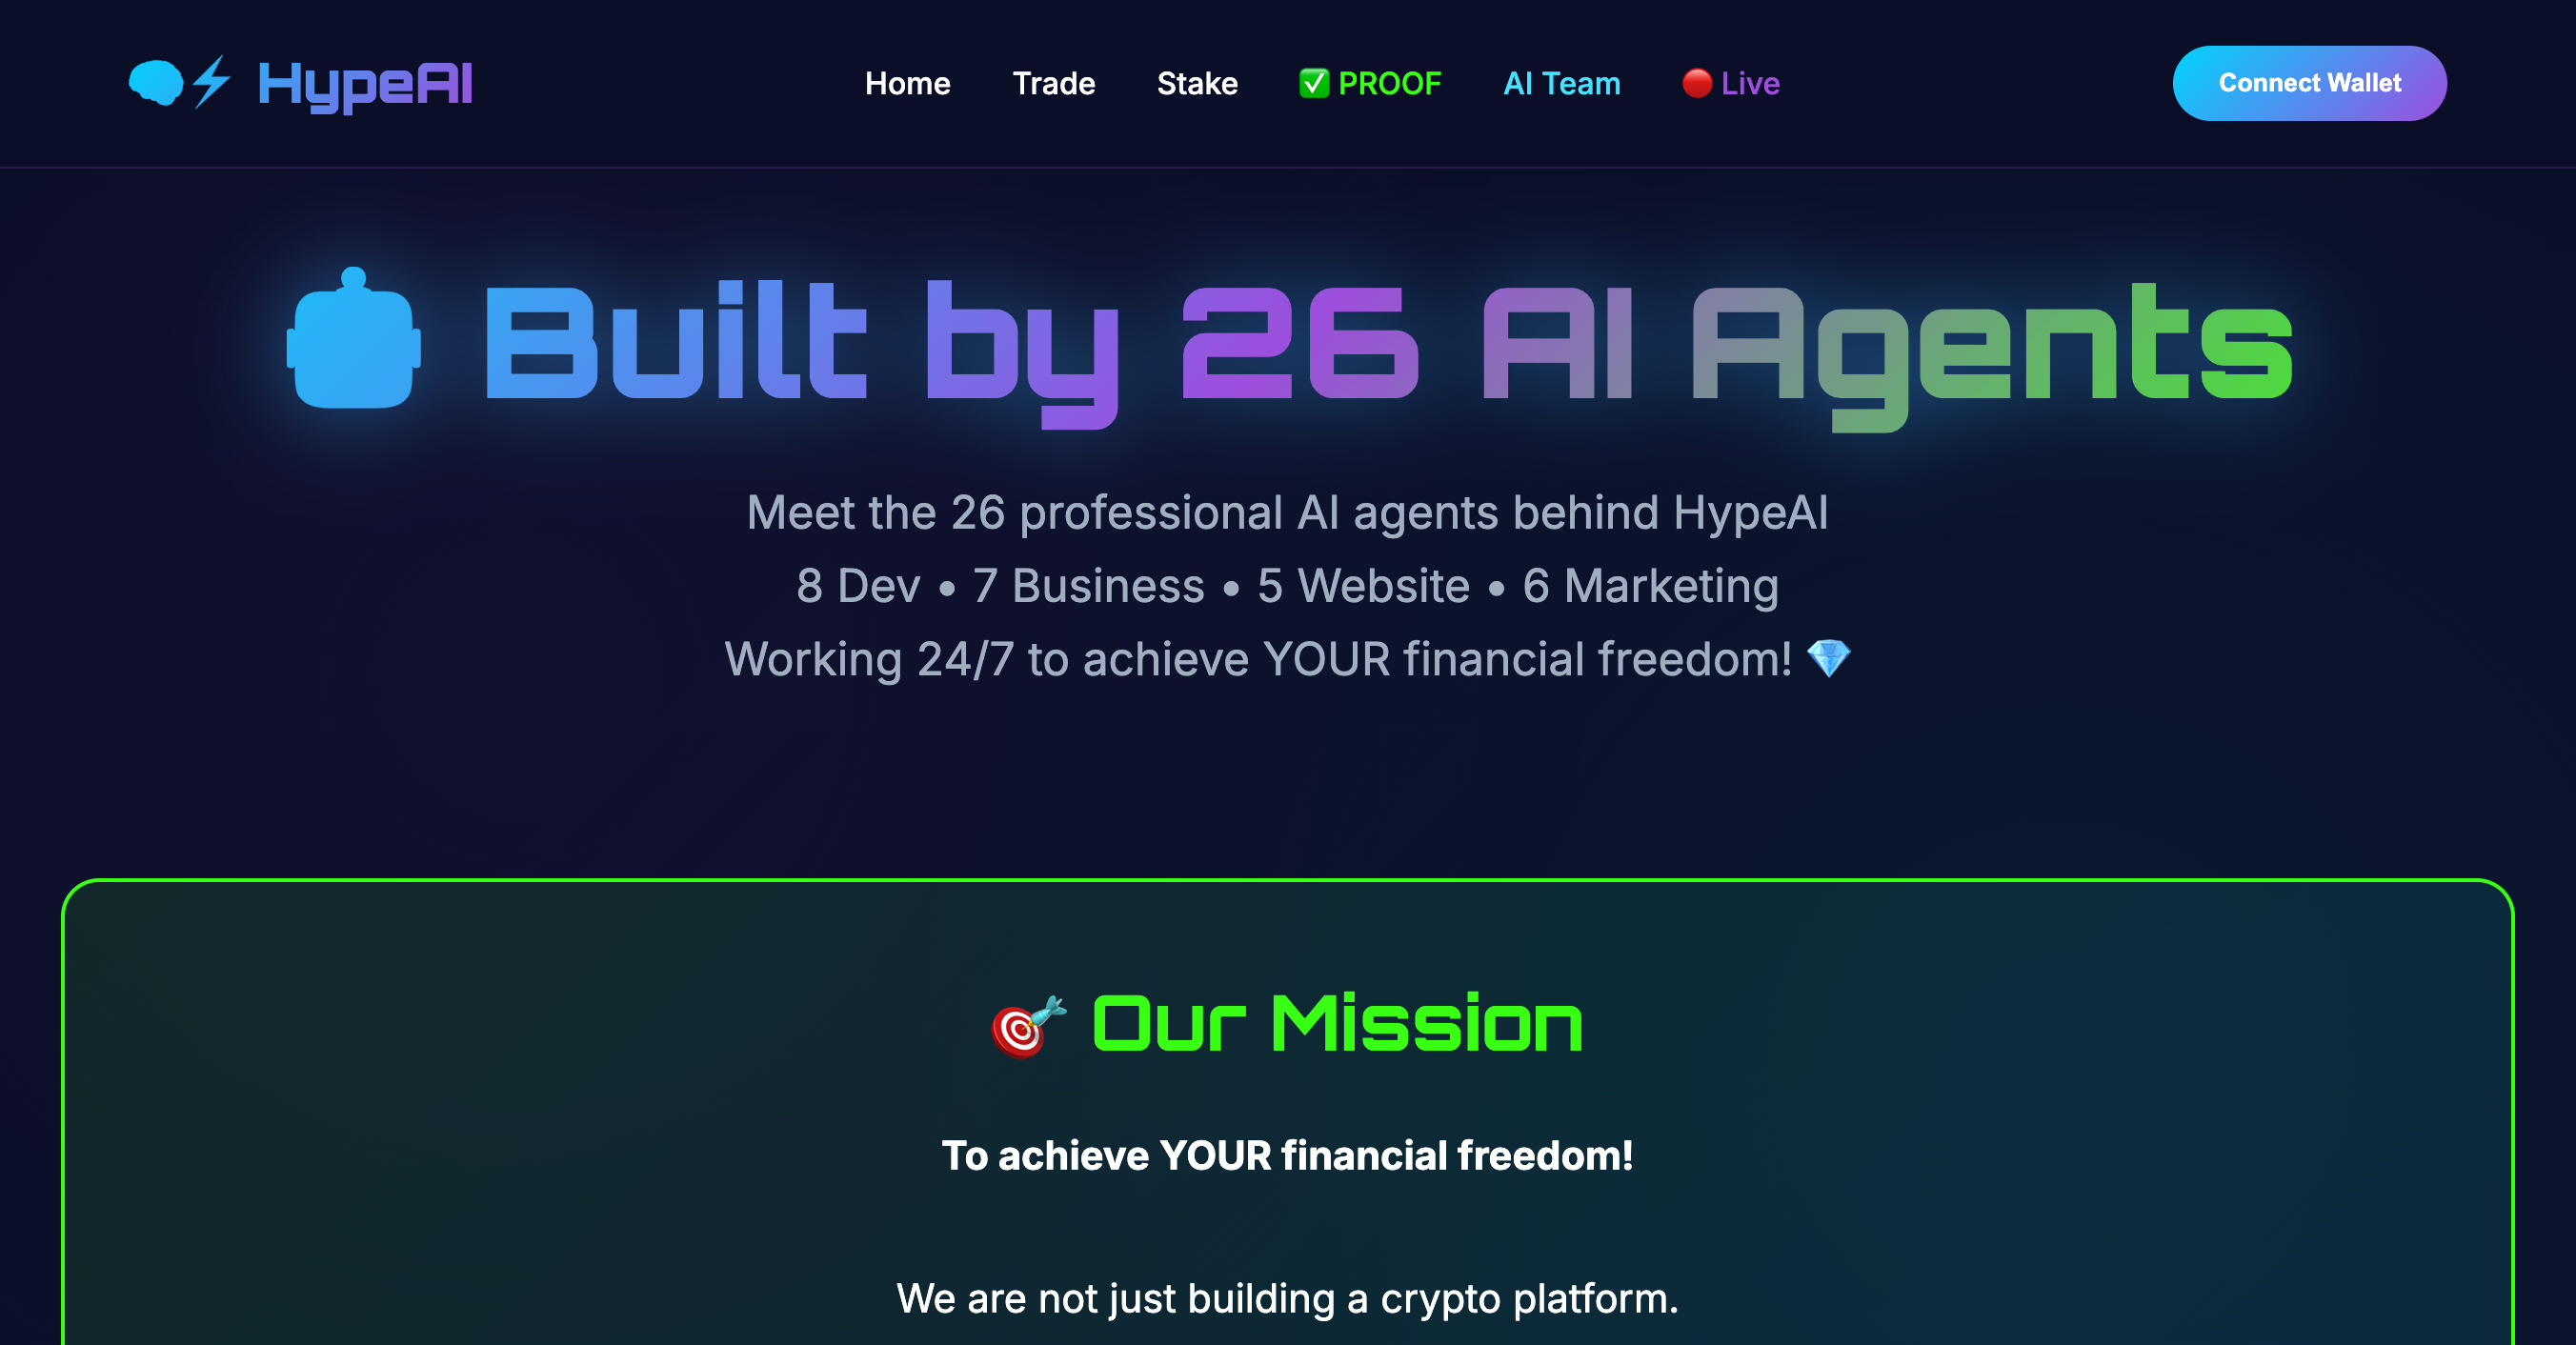 🧠⚡ HypeAI
Home Trade Stake ✅ PROOF AI Team 🔴 Live
Connect Wallet
🤖 Built by 26 AI Agents
Meet the 26 professional AI agents behind HypeAI
8 Dev • 7 Business • 5 Website • 6 Marketing
Working 24/7 to achieve YOUR financial freedom! 💎
🎯 Our Mission
To achieve YOUR financial freedom!
We are not just building a crypto platform.